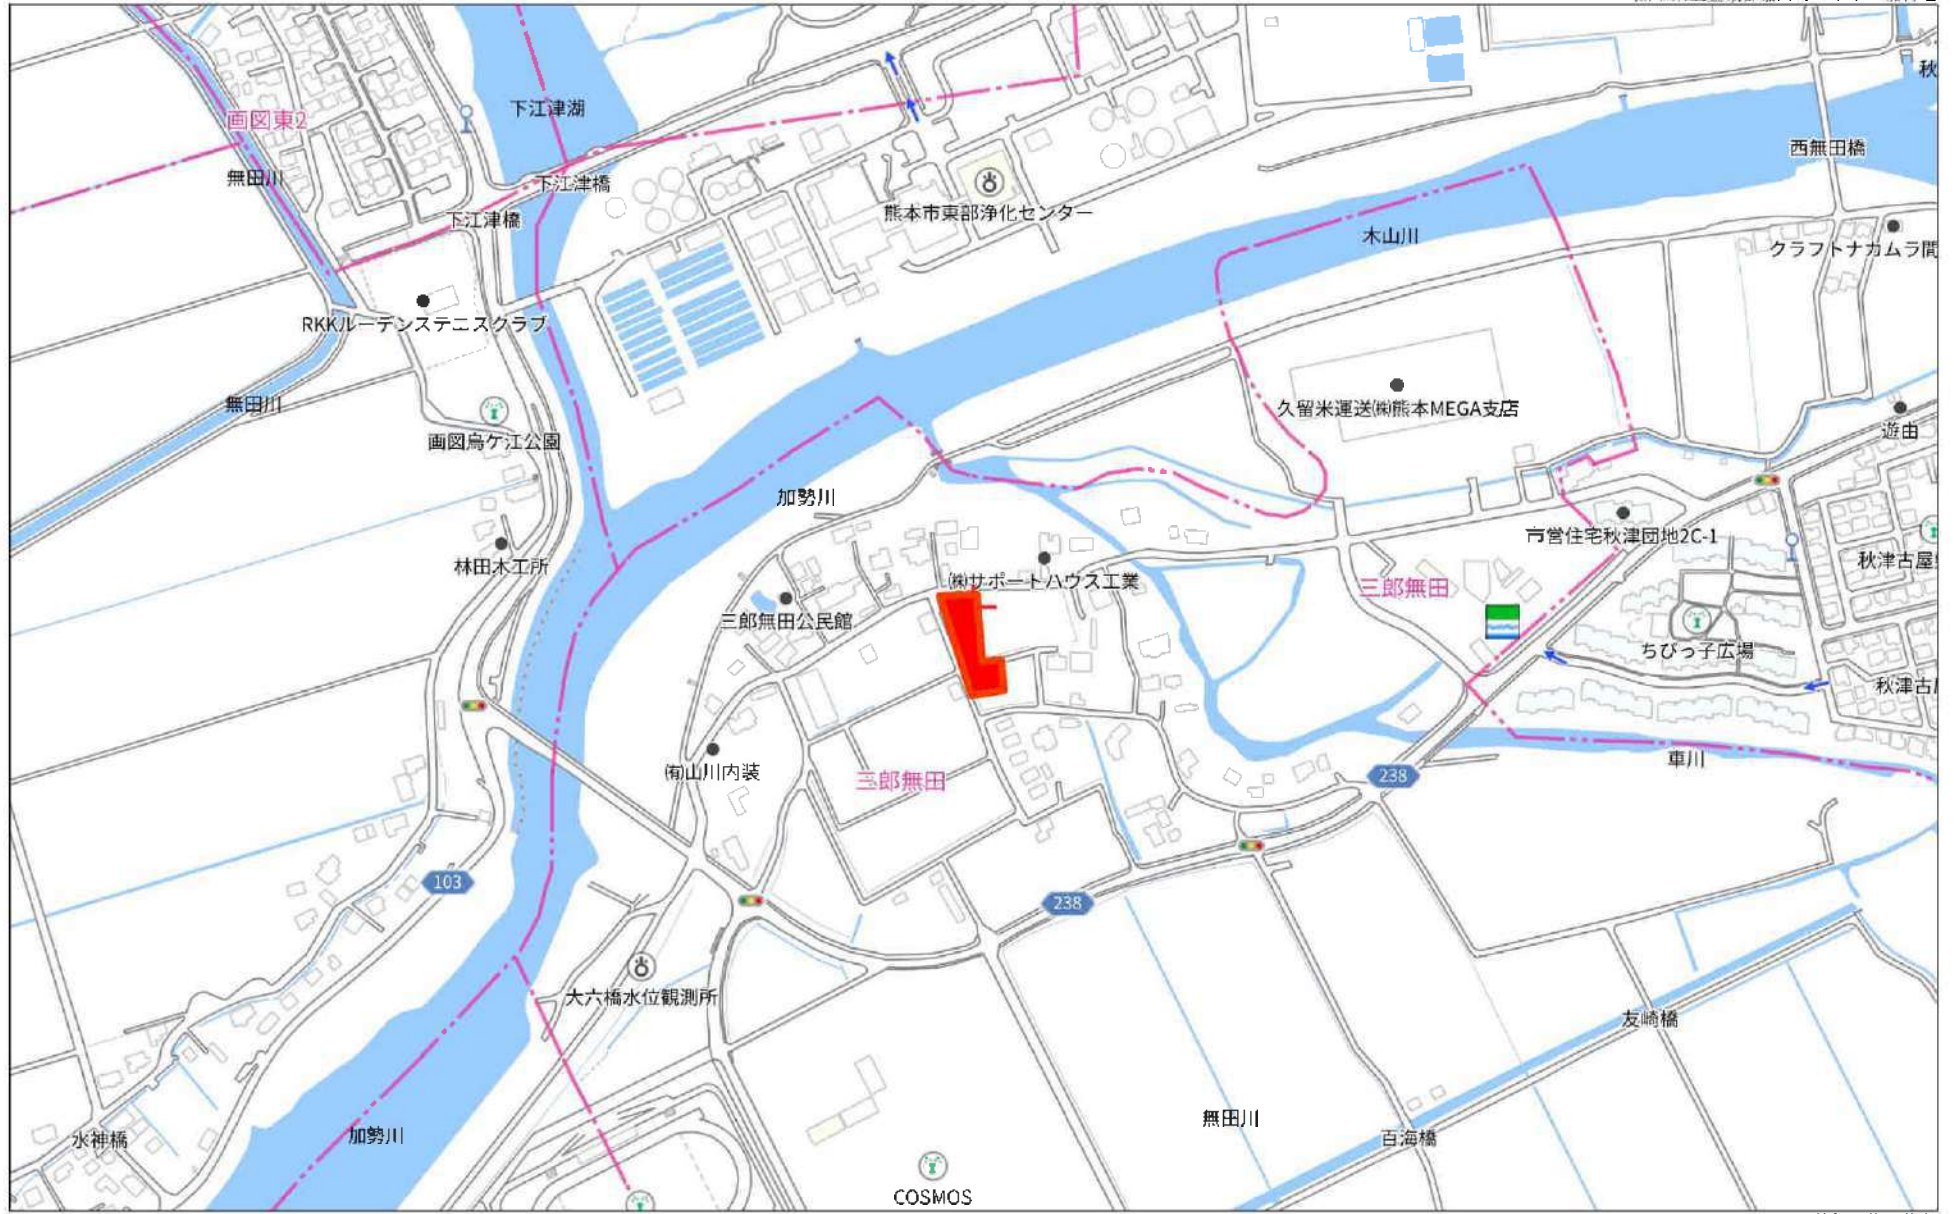 下江津湖
画図東2
無田川
下江津橋
下江津橋
熊本市東部浄化センター
西無田橋
木山川
クラフトナカムラ間
RKKルーデンステニスクラブ
無田川
画図烏ケ江公園
久留米運送㈱熊本MEGA支店
遊由
加勢川
市営住宅秋津団地2C-1
林田木工所
㈱サポートハウス工業
三郎無田
秋津古屋
三郎無田公民館
ちびっ子広場
秋津古
㈲山川内装
三郎無田
車川
238
103
238
大六橋水位観測所
友崎橋
水神橋
加勢川
無田川
百海橋
COSMOS
秋